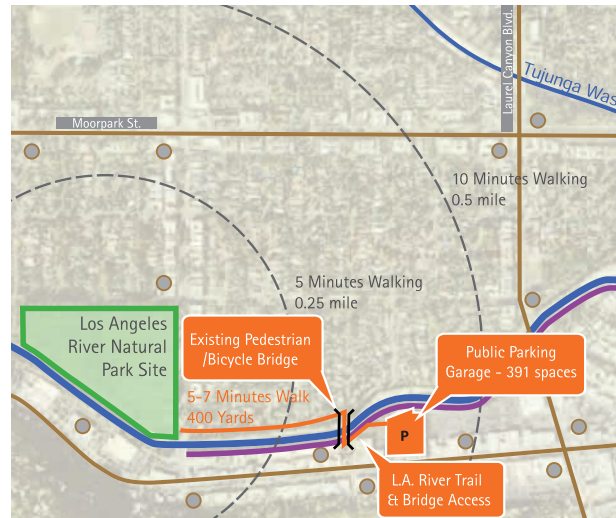 Laurel Canyon Blvd.
Tujunga Was
Moorpark St.
10 Minutes Walking
0.5 mile
5 Minutes Walking
0.25 mile
Los Angeles
River Natural
Park Site
Existing Pedestrian
/Bicycle Bridge
Public Parking
Garage - 391 spaces
5-7 Minutes Walk
400 Yards
P
L.A. River Trail
& Bridge Access